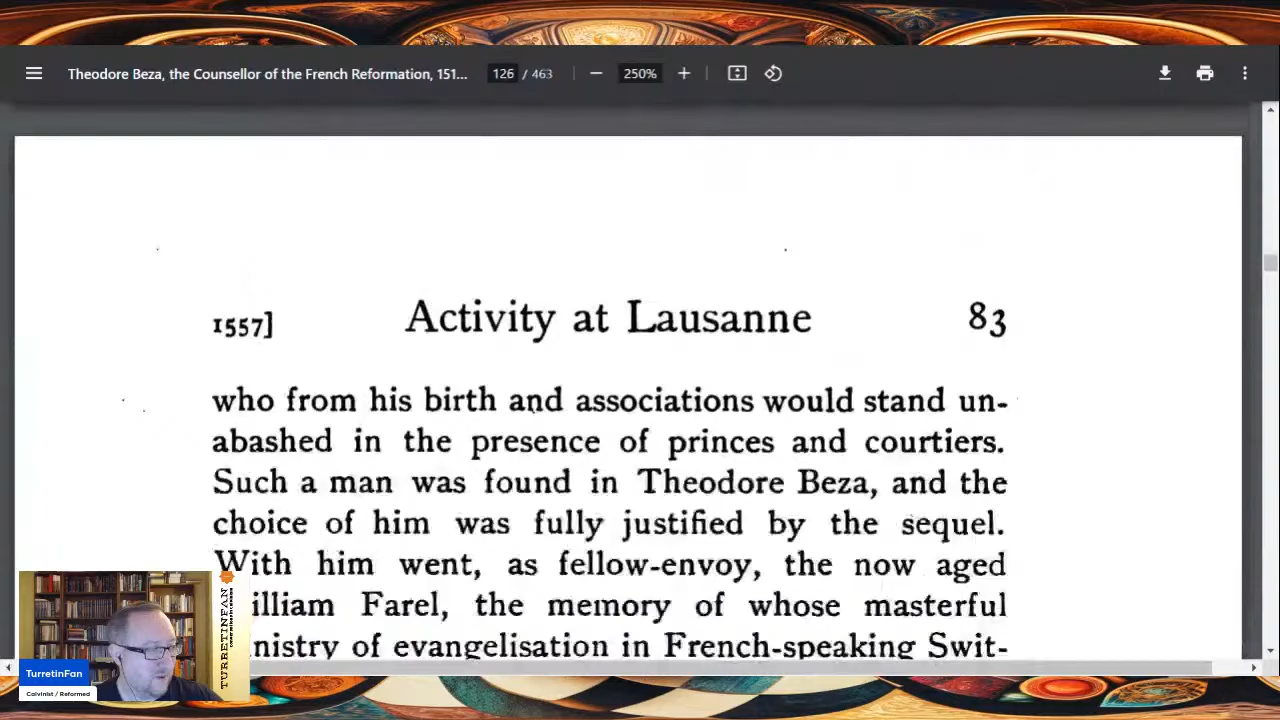 Theodore Beza, the Counsellor of the French Reformation, 151...
126 / 463
250%
1557] Activity at Lausanne 83
who from his birth and associations would stand un-
abashed in the presence of princes and courtiers.
Such a man was found in Theodore Beza, and the
choice of him was fully justified by the sequel.
With him went, as fellow-envoy, the now aged
illiam Farel, the memory of whose masterful
nistry of evangelisation in French-speaking Swit-
TURRETINFAN
TurretinFan
Calvinist / Reformed